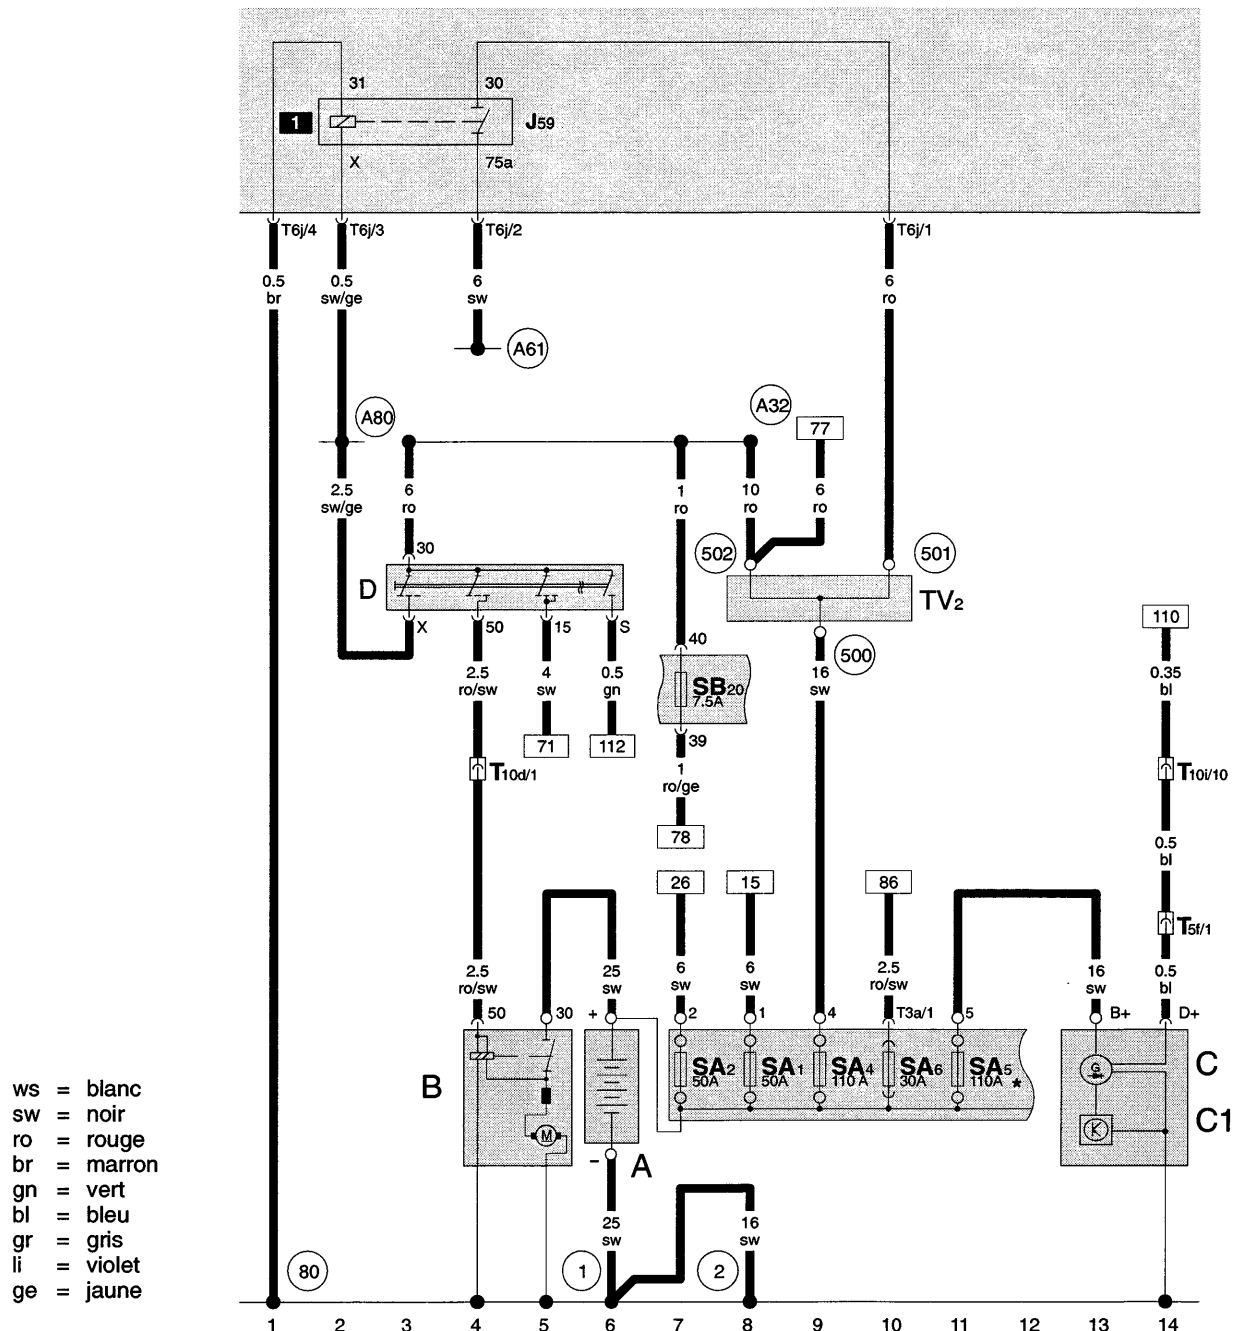 31
30
1
J59
X
75a
T6j/4
T6j/3
T6j/2
T6j/1
0.5
br
0.5
sw/ge
6
sw
6
ro
A61
A80
A32
77
2.5
sw/ge
6
ro
1
ro
10
ro
6
ro
30
502
501
D
TV2
X
50
15
S
40
500
110
2.5
ro/sw
4
sw
0.5
gn
SB20
7.5A
16
sw
0.35
bl
71
112
39
T10d/1
1
ro/ge
T10i/10
78
0.5
bl
26
15
86
T5f/1
2.5
ro/sw
25
sw
6
sw
6
sw
2.5
ro/sw
16
sw
0.5
bl
50
30
+
2
1
4
T3a/1
5
B+
D+
B
SA2
50A
SA1
50A
SA4
110 A
SA6
30A
SA5
110A
*
G
C
M
K
C1
–
A
ws = blanc
sw = noir
ro = rouge
br = marron
gn = vert
bl = bleu
gr = gris
li = violet
ge = jaune
25
sw
16
sw
80
1
2
1 2 3 4 5 6 7 8 9 10 11 12 13 14